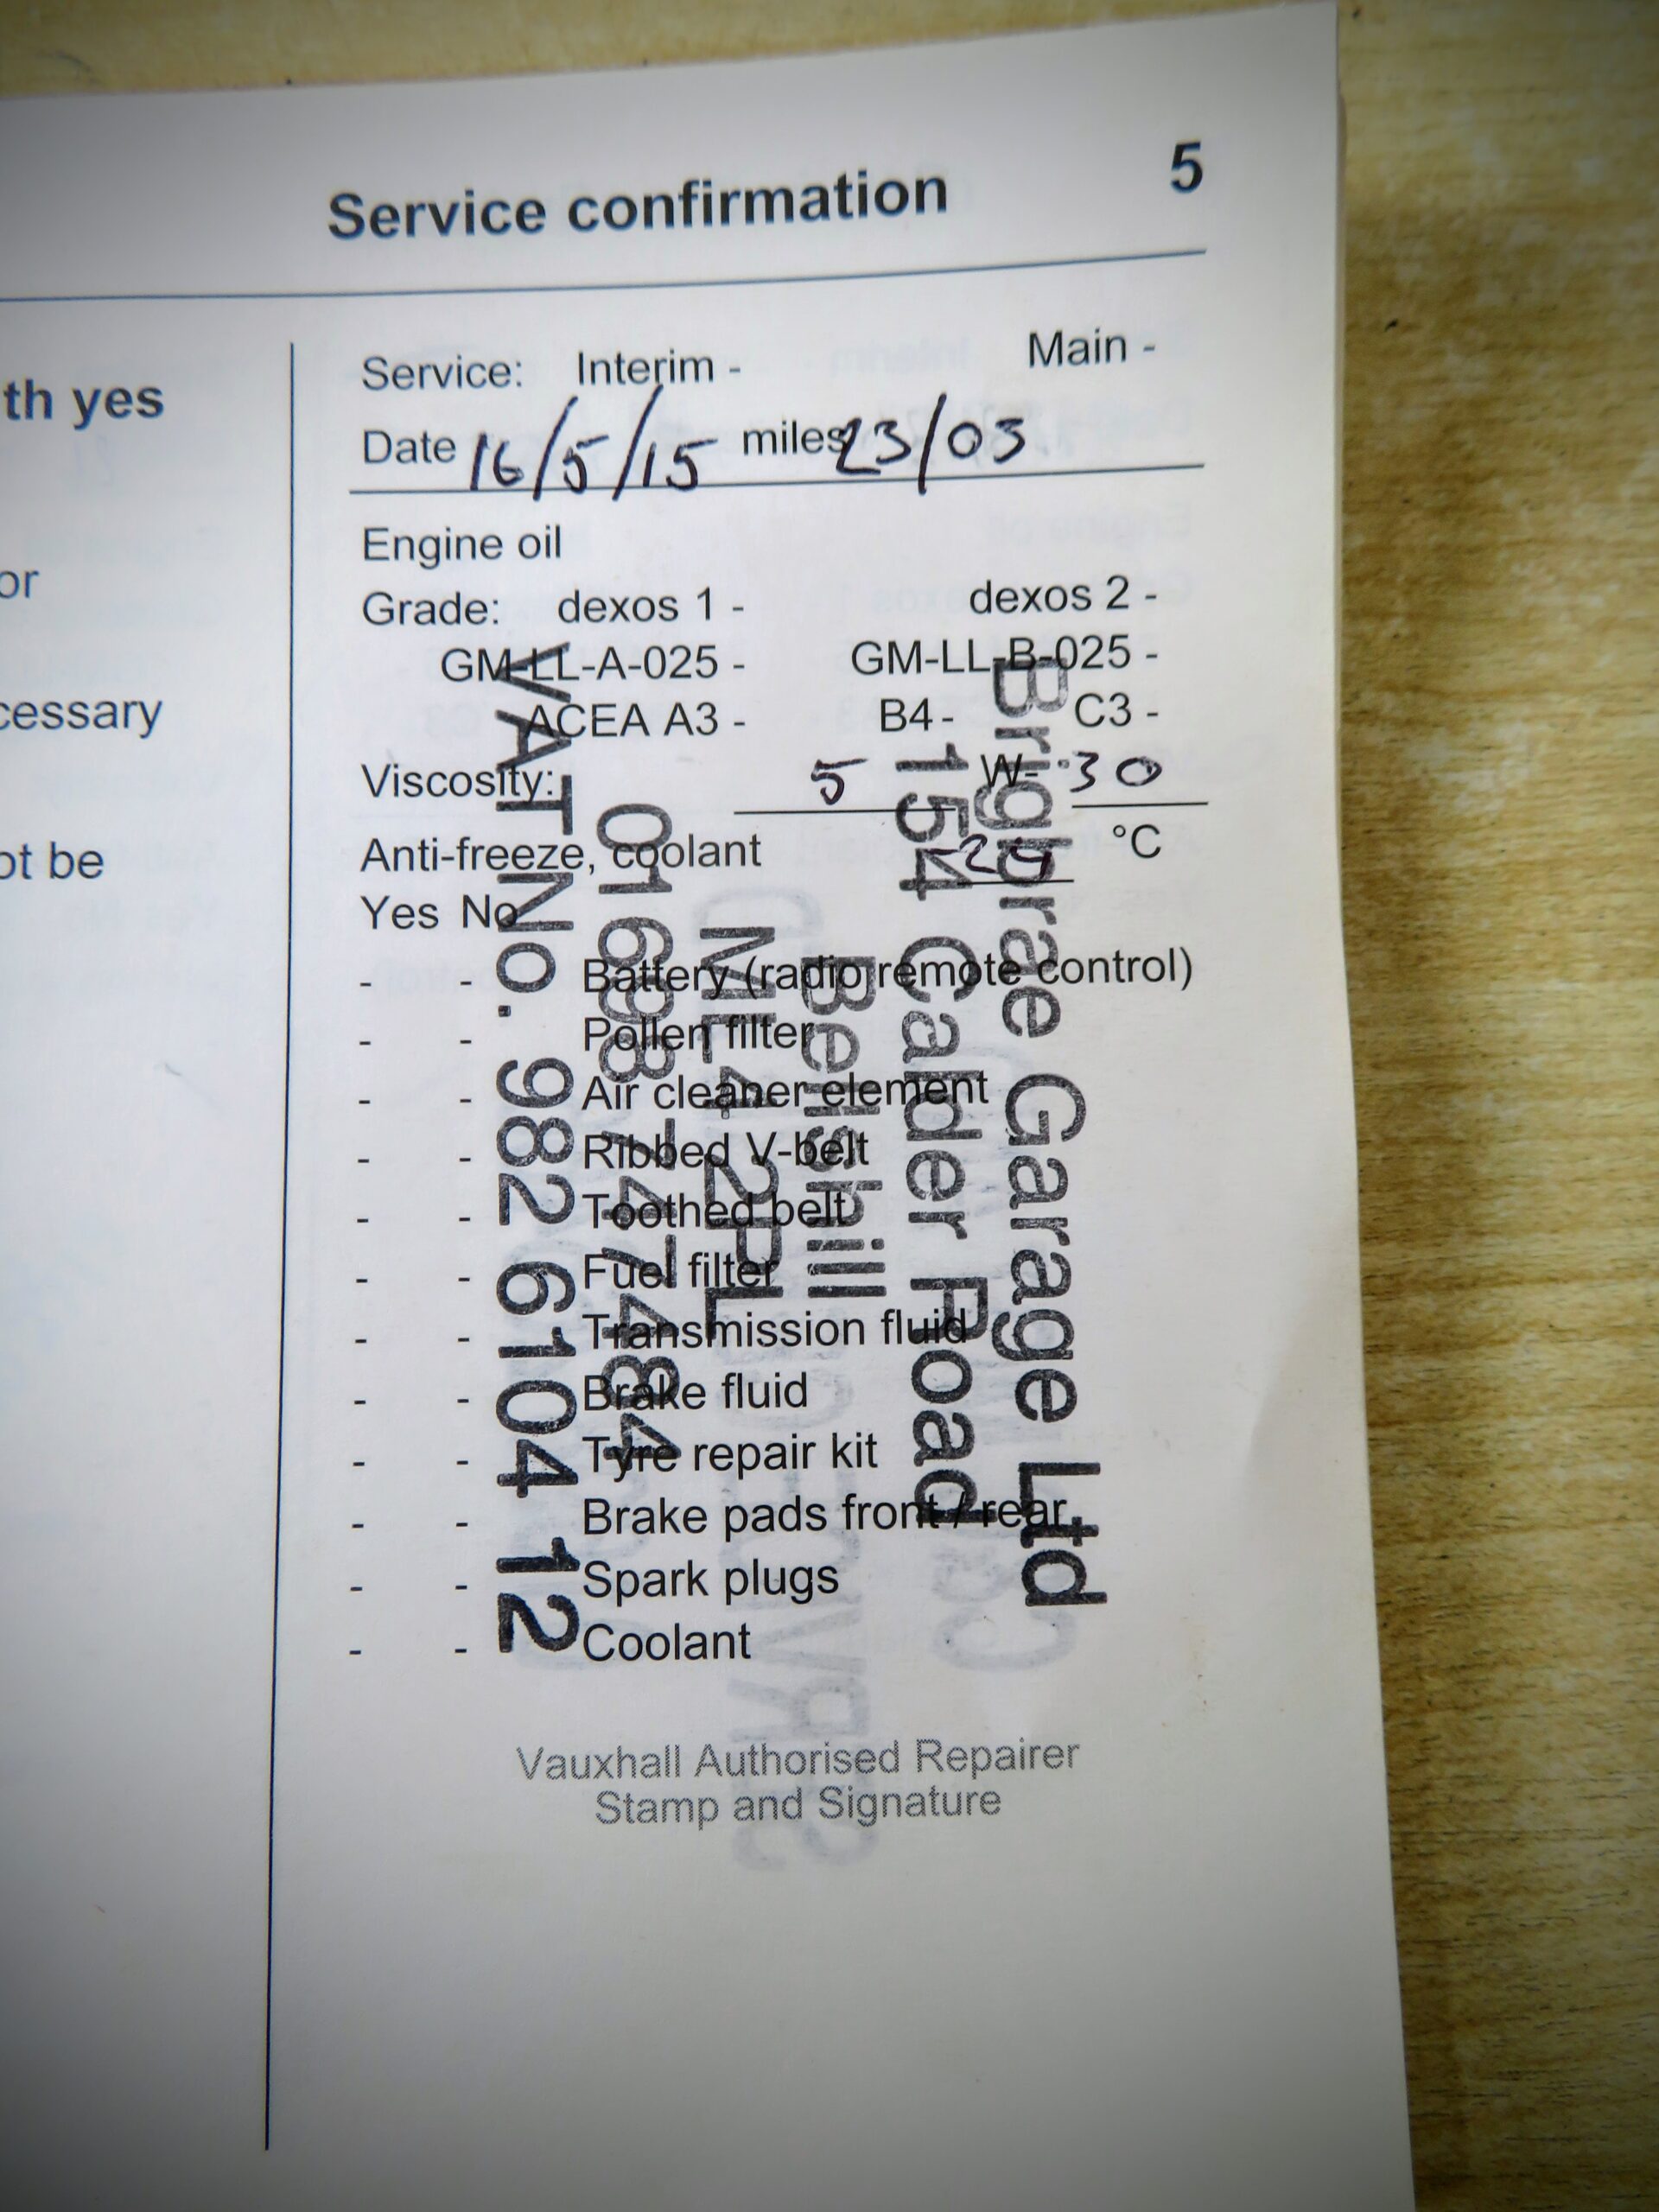 Service confirmation 5
th yes
or
cessary
ot be
Service: Interim - Main -
Date 16/5/15 miles 23/03
Engine oil
Grade: dexos 1 - dexos 2 -
GM-LL-A-025 - GM-LL-B-025 -
ACEA A3 - B4 - C3 -
Viscosity: 5 W- 30
Anti-freeze, coolant °C
Yes No
- - Battery (radio remote control)
- - Pollen filter
- - Air cleaner element
- - Ribbed V-belt
- - Toothed belt
- - Fuel filter
- - Transmission fluid
- - Brake fluid
- - Tyre repair kit
- - Brake pads front / rear
- - Spark plugs
- - Coolant
Brighbrae Garage Ltd
154 Calder Road
Bellshill
ML4 2PL
01698 747484
VAT No. 982 6104 12
Vauxhall Authorised Repairer
Stamp and Signature